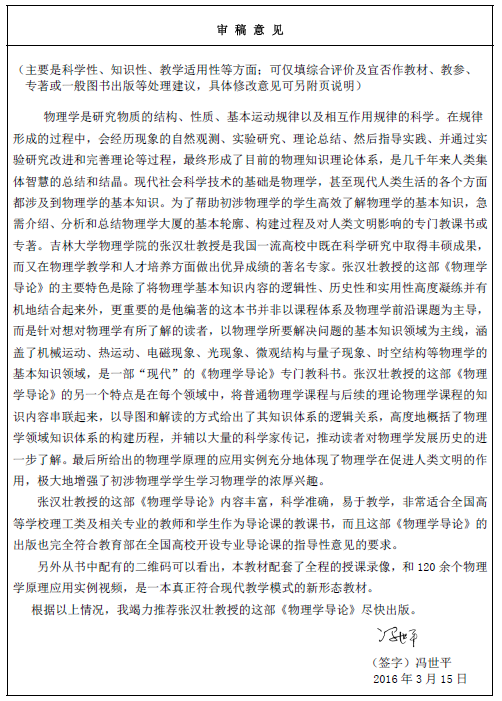 审 稿 意 见
（主要是科学性、知识性、教学适用性等方面；可仅填综合评价及宜否作教材、教参、
专著或一般图书出版等处理建议，具体修改意见可另附页说明）
物理学是研究物质的结构、性质、基本运动规律以及相互作用规律的科学。在规律
形成的过程中，会经历现象的自然观测、实验研究、理论总结、然后指导实践、并通过实
验研究改进和完善理论等过程，最终形成了目前的物理知识理论体系，是几千年来人类集
体智慧的总结和结晶。现代社会科学技术的基础是物理学，甚至现代人类生活的各个方面
都涉及到物理学的基本知识。为了帮助初涉物理学的学生高效了解物理学的基本知识，急
需介绍、分析和总结物理学大厦的基本轮廓、构建过程及对人类文明影响的专门教课书或
专著。吉林大学物理学院的张汉壮教授是我国一流高校中既在科学研究中取得丰硕成果，
而又在物理学教学和人才培养方面做出优异成绩的著名专家。张汉壮教授的这部《物理学
导论》的主要特色是除了将物理学基本知识内容的逻辑性、历史性和实用性高度凝练并有
机地结合起来外，更重要的是他编著的这本书并非以课程体系及物理学前沿课题为主导，
而是针对想对物理学有所了解的读者，以物理学所要解决问题的基本知识领域为主线，涵
盖了机械运动、热运动、电磁现象、光现象、微观结构与量子现象、时空结构等物理学的
基本知识领域，是一部“现代”的《物理学导论》专门教科书。张汉壮教授的这部《物理
学导论》的另一个特点是在每个领域中，将普通物理学课程与后续的理论物理学课程的知
识内容串联起来，以导图和解读的方式给出了其知识体系的逻辑关系，高度地概括了物理
学领域知识体系的构建历程，并辅以大量的科学家传记，推动读者对物理学发展历史的进
一步了解。最后所给出的物理学原理的应用实例充分地体现了物理学在促进人类文明的作
用，极大地增强了初涉物理学学生学习物理学的浓厚兴趣。
张汉壮教授的这部《物理学导论》内容丰富，科学准确，易于教学，非常适合全国高
等学校理工类及相关专业的教师和学生作为导论课的教课书，而且这部《物理学导论》的
出版也完全符合教育部在全国高校开设专业导论课的指导性意见的要求。
另外从书中配有的二维码可以看出，本教材配套了全程的授课录像，和 120 余个物理
学原理应用实例视频，是一本真正符合现代教学模式的新形态教材。
根据以上情况，我竭力推荐张汉壮教授的这部《物理学导论》尽快出版。
冯世平
（签字）冯世平
2016 年 3 月 15 日